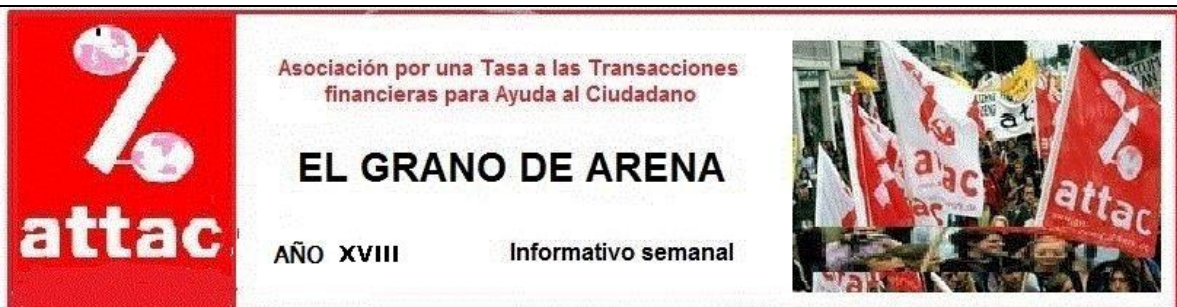 attac
Asociación por una Tasa a las Transacciones
financieras para Ayuda al Ciudadano
EL GRANO DE ARENA
AÑO XVIII
Informativo semanal
attac
attac